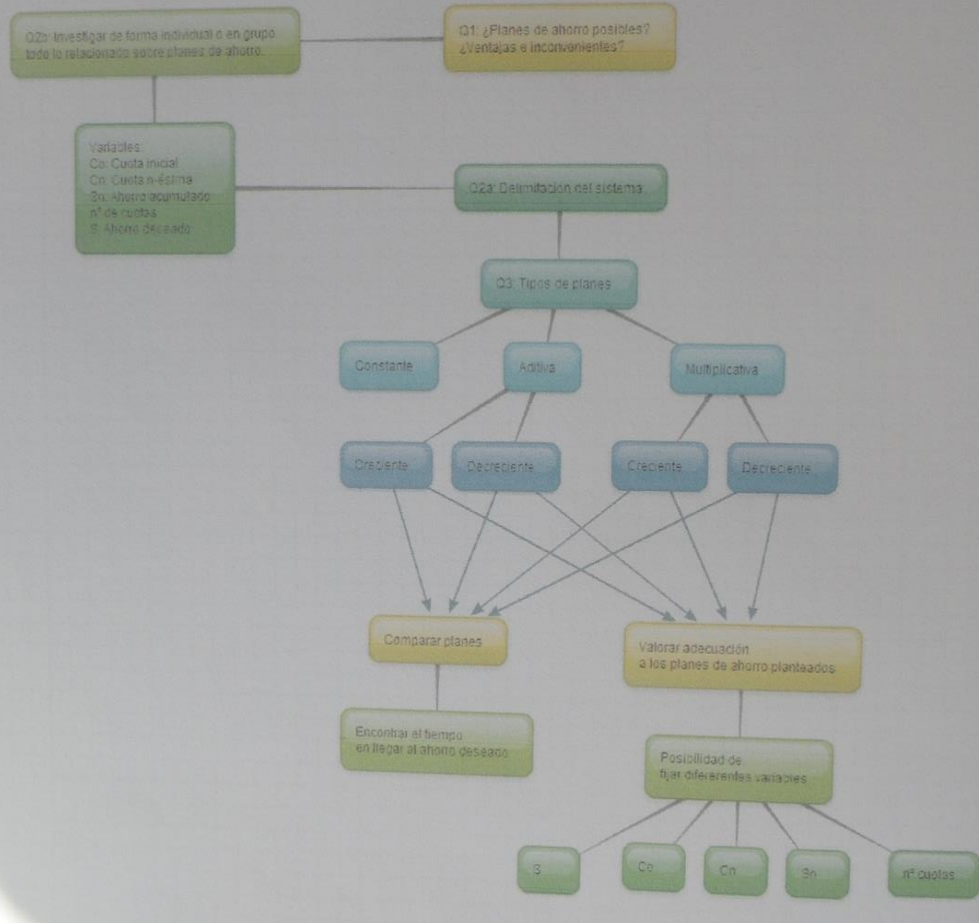 Q2b: Investigar de forma individual o en grupo
todo lo relacionado sobre planes de ahorro.
Q1: ¿Planes de ahorro posibles?
¿Ventajas e inconvenientes?
Variables:
Co: Cuota inicial
Cn: Cuota n-ésima
Sn: Ahorro acumulado
nº de cuotas
S: Ahorro deseado
Q2a: Delimitación del sistema
Q3: Tipos de planes
Constante
Aditiva
Multiplicativa
Creciente
Decreciente
Creciente
Decreciente
Comparar planes
Valorar adecuación
a los planes de ahorro planteados
Encontrar el tiempo
en llegar al ahorro deseado
Posibilidad de
fijar difererentes variables
S
Co
Cn
Sn
nº cuotas